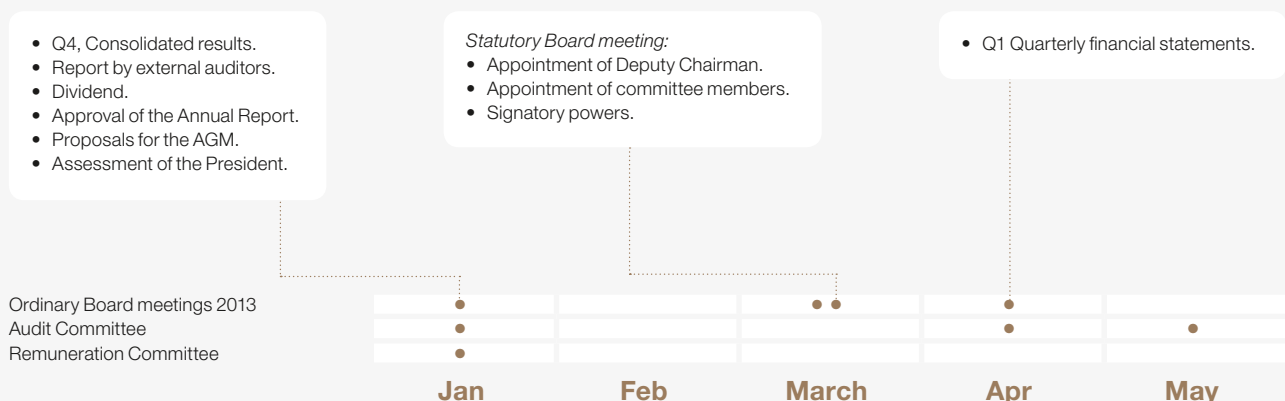 • Q4, Consolidated results.
• Report by external auditors.
• Dividend.
• Approval of the Annual Report.
• Proposals for the AGM.
• Assessment of the President.
Statutory Board meeting:
• Appointment of Deputy Chairman.
• Appointment of committee members.
• Signatory powers.
• Q1 Quarterly financial statements.
Ordinary Board meetings 2013
Audit Committee
Remuneration Committee
Jan Feb March Apr May